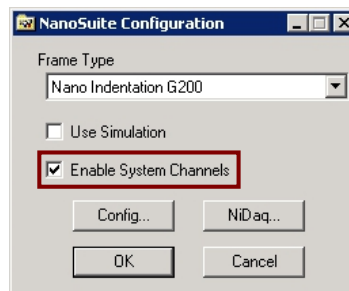 NanoSuite Configuration
Frame Type
Nano Indentation G200
Use Simulation
Enable System Channels
Config...
NiDaq...
OK
Cancel